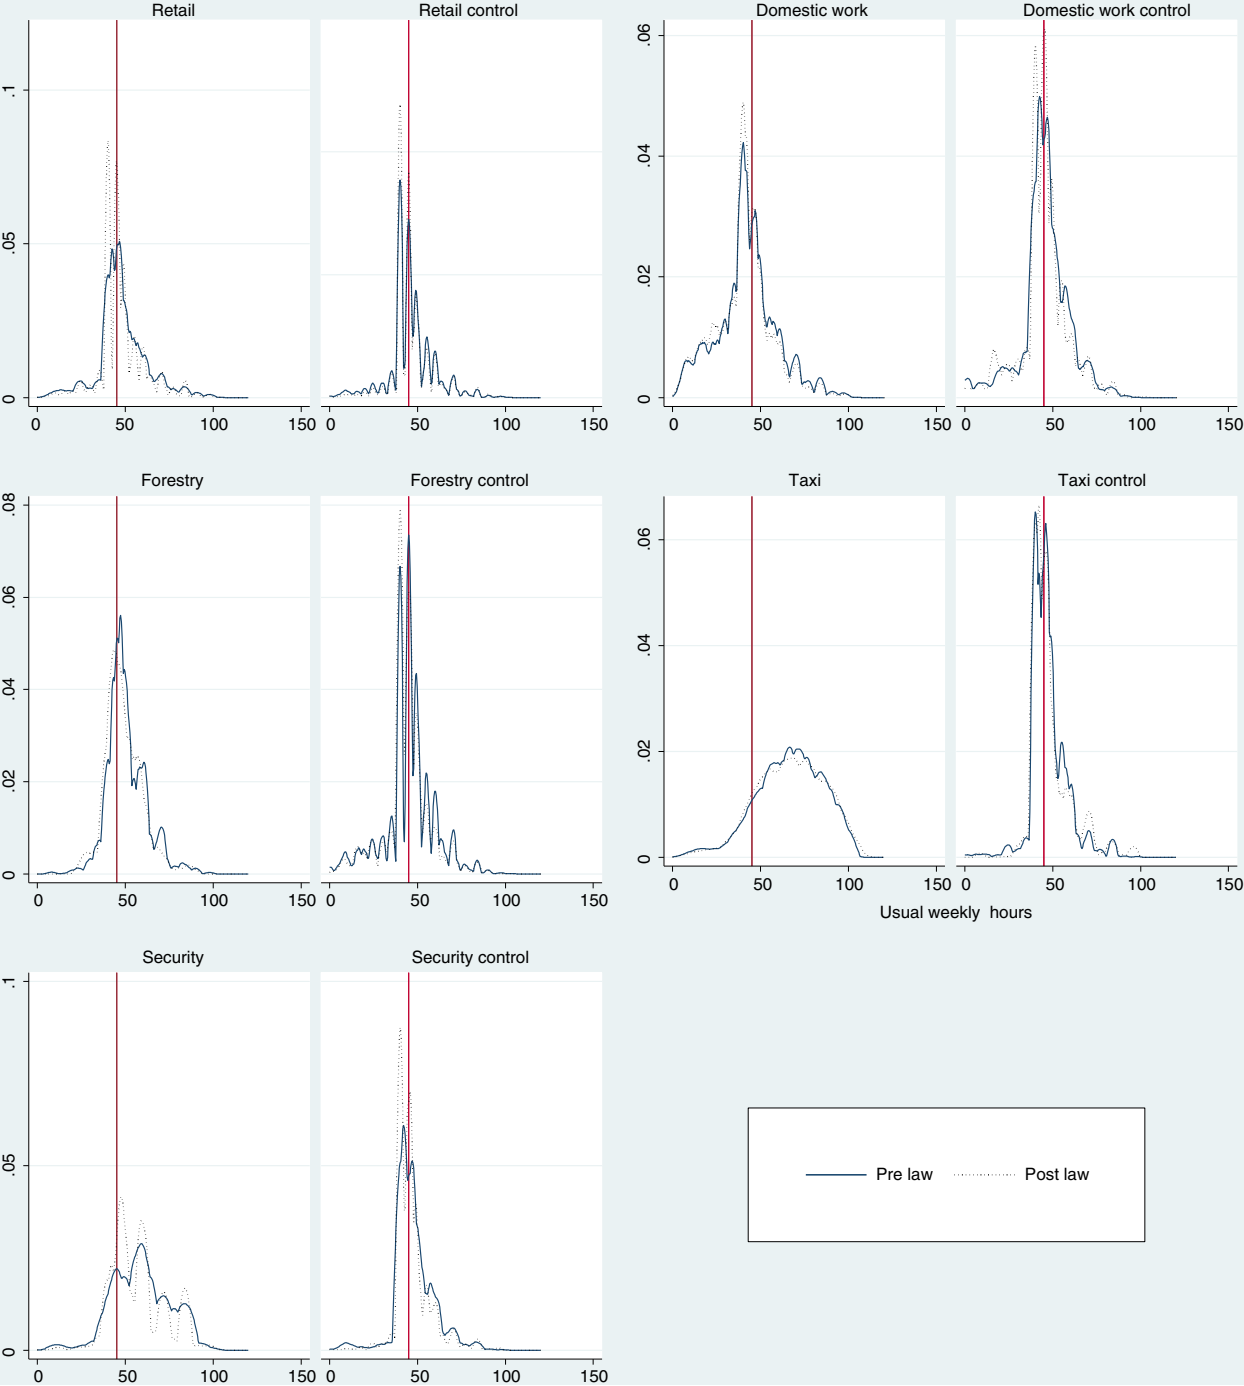 Retail
Retail control
Domestic work
Domestic work control
.1
.05
0
0 50 100 150
0 50 100 150
.06
.04
.02
0
0 50 100 150
0 50 100 150
Forestry
Forestry control
Taxi
Taxi control
.08
.06
.04
.02
0
0 50 100 150
0 50 100 150
.06
.04
.02
0
0 50 100 150
0 50 100 150
Usual weekly hours
Security
Security control
.1
.05
0
0 50 100 150
0 50 100 150
Pre law
Post law